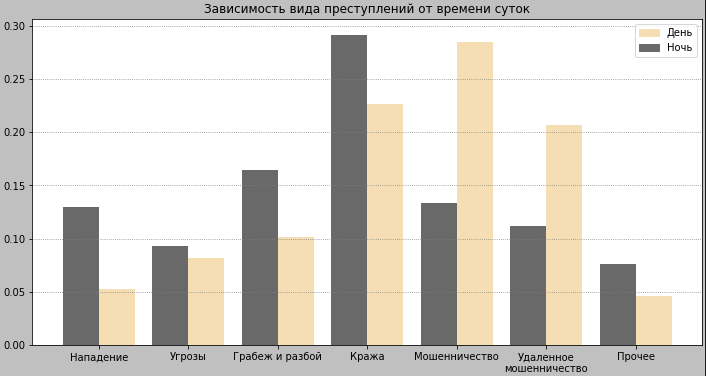 Зависимость вида преступлений от времени суток
День
Ночь
0.30
0.25
0.20
0.15
0.10
0.05
0.00
Нападение
Угрозы
Грабеж и разбой
Кража
Мошенничество
Удаленное
мошенничество
Прочее